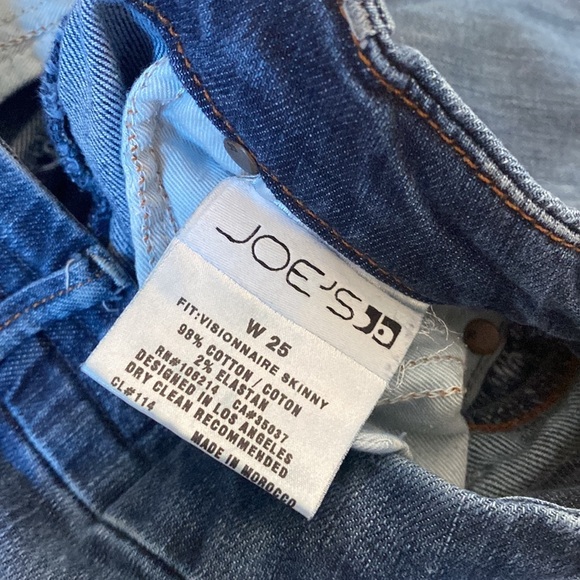 JOE'S
W 25
FIT:VISIONNAIRE SKINNY
98% COTTON / COTON
2% ELASTAN
RN#106214 CA#35037
DESIGNED IN LOS ANGELES
DRY CLEAN RECOMMENDED
CL#114
MADE IN MOROCCO